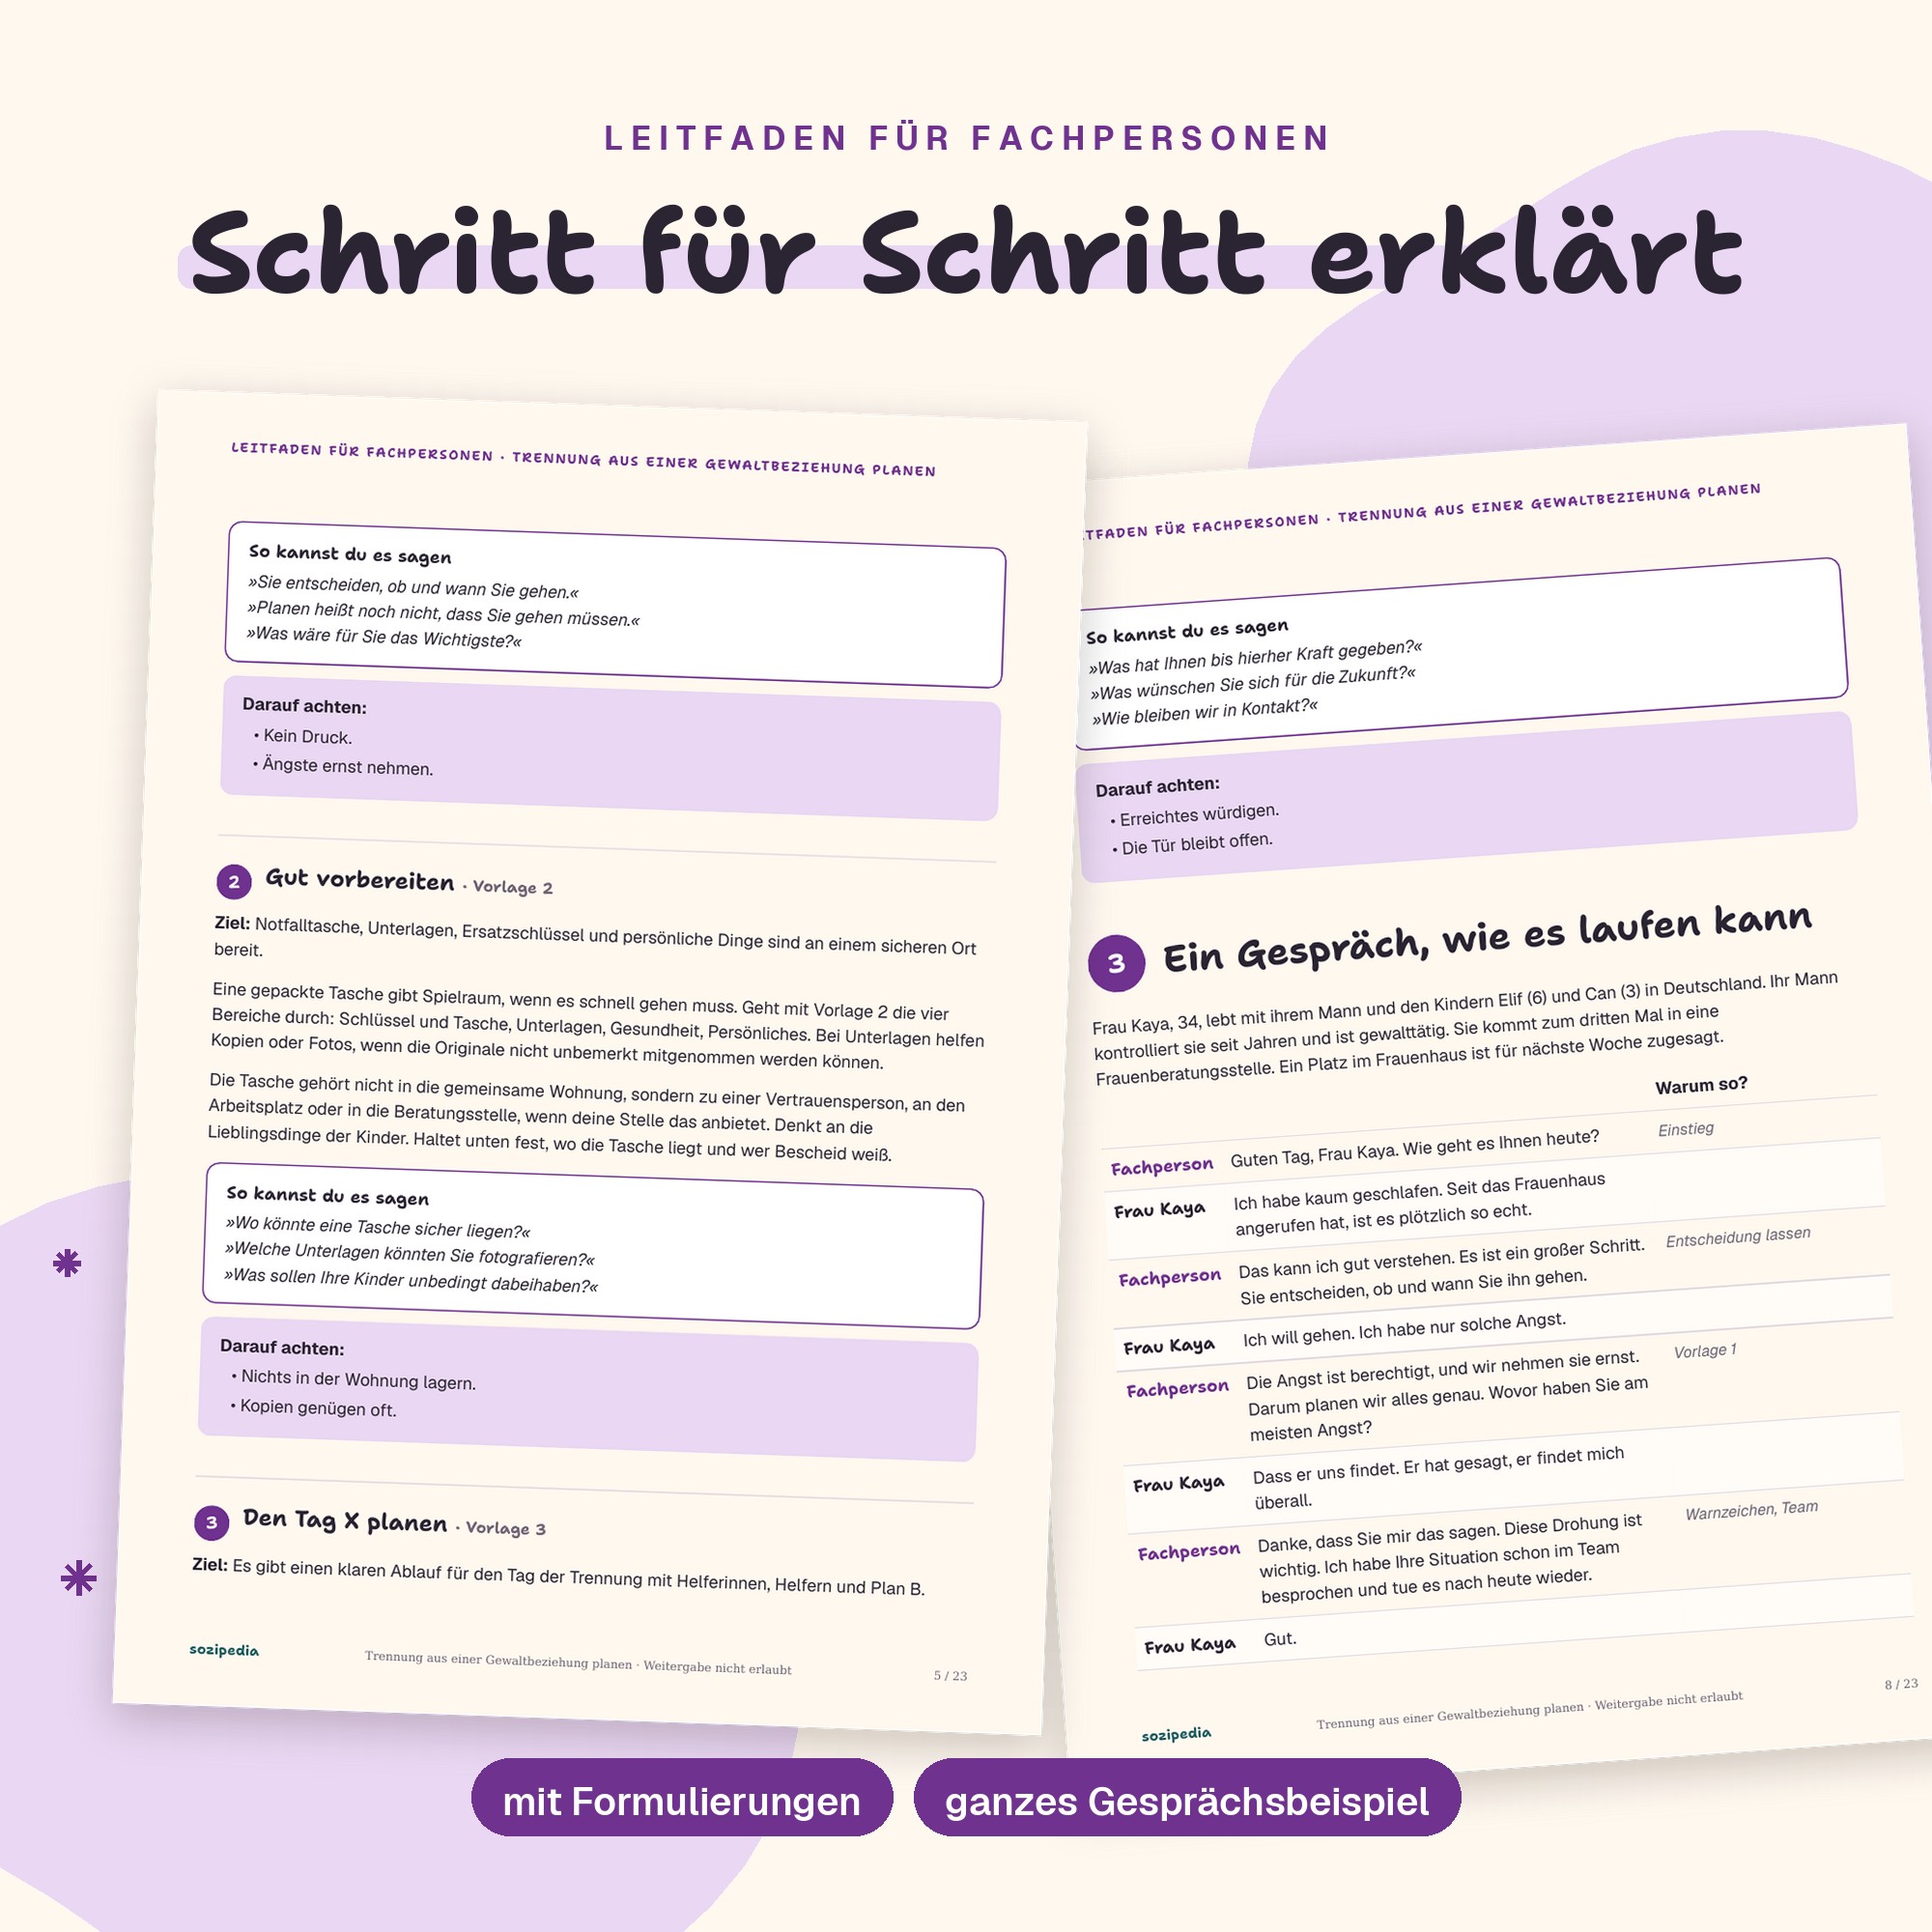 LEITFADEN FÜR FACHPERSONEN
Schritt für Schritt erklärt
LEITFADEN FÜR FACHPERSONEN · TRENNUNG AUS EINER GEWALTBEZIEHUNG PLANEN
So kannst du es sagen
»Sie entscheiden, ob und wann Sie gehen.«
»Planen heißt noch nicht, dass Sie gehen müssen.«
»Was wäre für Sie das Wichtigste?«
Darauf achten:
• Kein Druck.
• Ängste ernst nehmen.
2 Gut vorbereiten · Vorlage 2
Ziel: Notfalltasche, Unterlagen, Ersatzschlüssel und persönliche Dinge sind an einem sicheren Ort
bereit.
Eine gepackte Tasche gibt Spielraum, wenn es schnell gehen muss. Geht mit Vorlage 2 die vier
Bereiche durch: Schlüssel und Tasche, Unterlagen, Gesundheit, Persönliches. Bei Unterlagen helfen
Kopien oder Fotos, wenn die Originale nicht unbemerkt mitgenommen werden können.
Die Tasche gehört nicht in die gemeinsame Wohnung, sondern zu einer Vertrauensperson, an den
Arbeitsplatz oder in die Beratungsstelle, wenn deine Stelle das anbietet. Denkt an die
Lieblingsdinge der Kinder. Haltet unten fest, wo die Tasche liegt und wer Bescheid weiß.
So kannst du es sagen
»Wo könnte eine Tasche sicher liegen?«
»Welche Unterlagen könnten Sie fotografieren?«
»Was sollen Ihre Kinder unbedingt dabeihaben?«
Darauf achten:
• Nichts in der Wohnung lagern.
• Kopien genügen oft.
3 Den Tag X planen · Vorlage 3
Ziel: Es gibt einen klaren Ablauf für den Tag der Trennung mit Helferinnen, Helfern und Plan B.
sozipedia
Trennung aus einer Gewaltbeziehung planen · Weitergabe nicht erlaubt
5 / 23
TFADEN FÜR FACHPERSONEN · TRENNUNG AUS EINER GEWALTBEZIEHUNG PLANEN
So kannst du es sagen
»Was hat Ihnen bis hierher Kraft gegeben?«
»Was wünschen Sie sich für die Zukunft?«
»Wie bleiben wir in Kontakt?«
Darauf achten:
• Erreichtes würdigen.
• Die Tür bleibt offen.
3 Ein Gespräch, wie es laufen kann
Frau Kaya, 34, lebt mit ihrem Mann und den Kindern Elif (6) und Can (3) in Deutschland. Ihr Mann
kontrolliert sie seit Jahren und ist gewalttätig. Sie kommt zum dritten Mal in eine
Frauenberatungsstelle. Ein Platz im Frauenhaus ist für nächste Woche zugesagt.
Warum so?
Fachperson Guten Tag, Frau Kaya. Wie geht es Ihnen heute? Einstieg
Frau Kaya Ich habe kaum geschlafen. Seit das Frauenhaus
angerufen hat, ist es plötzlich so echt.
Fachperson Das kann ich gut verstehen. Es ist ein großer Schritt. Entscheidung lassen
Sie entscheiden, ob und wann Sie ihn gehen.
Frau Kaya Ich will gehen. Ich habe nur solche Angst.
Fachperson Die Angst ist berechtigt, und wir nehmen sie ernst. Vorlage 1
Darum planen wir alles genau. Wovor haben Sie am
meisten Angst?
Frau Kaya Dass er uns findet. Er hat gesagt, er findet mich
überall.
Fachperson Danke, dass Sie mir das sagen. Diese Drohung ist Warnzeichen, Team
wichtig. Ich habe Ihre Situation schon im Team
besprochen und tue es nach heute wieder.
Frau Kaya Gut.
sozipedia
Trennung aus einer Gewaltbeziehung planen · Weitergabe nicht erlaubt
8 / 23
mit Formulierungen
ganzes Gesprächsbeispiel